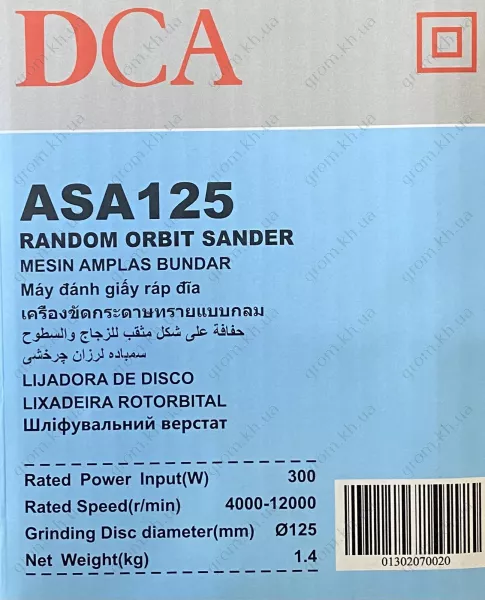 DCA
ASA125
RANDOM ORBIT SANDER
MESIN AMPLAS BUNDAR
Máy đánh giấy ráp đĩa
เครื่องขัดกระดาษทรายแบบกลม
حفافة على شكل مثقب للزجاج والسطوح
سمباده لرزان چرخشی
LIJADORA DE DISCO
LIXADEIRA ROTORBITAL
Шліфувальний верстат
Rated Power Input(W) 300
Rated Speed(r/min) 4000-12000
Grinding Disc diameter(mm) Ø125
Net Weight(kg) 1.4
01302070020
grom.kh.ua